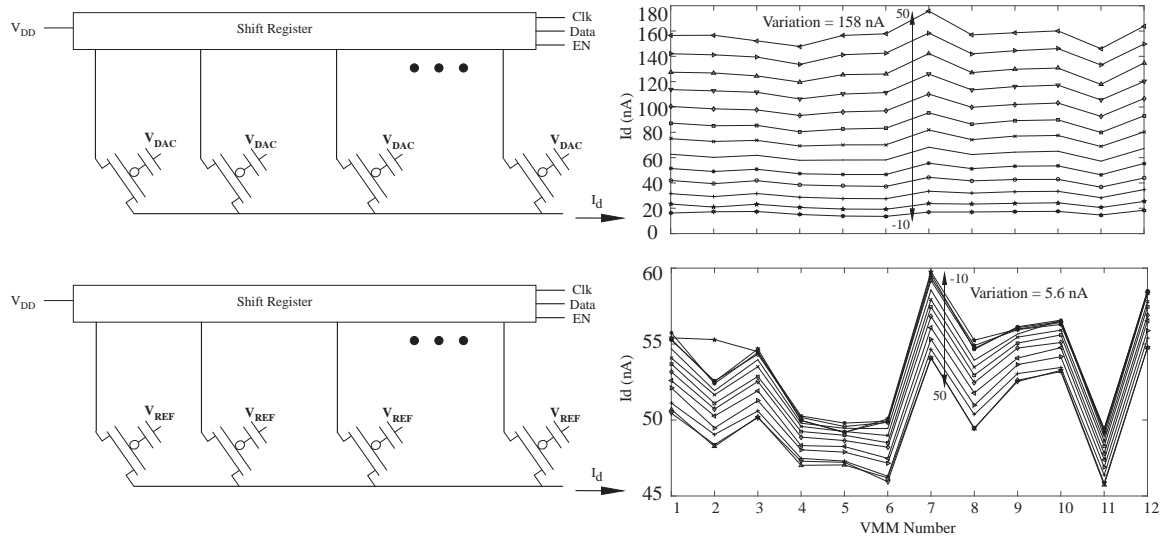 Shift Register
V_DD
Clk
Data
EN
V_DAC
V_DAC
V_DAC
V_DAC
I_d
Id (nA)
180
160
140
120
100
80
60
40
20
0
Variation = 158 nA
50
-10
Shift Register
V_DD
Clk
Data
EN
V_REF
V_REF
V_REF
V_REF
I_d
Id (nA)
60
55
50
45
-10
Variation = 5.6 nA
50
1 2 3 4 5 6 7 8 9 10 11 12
VMM Number